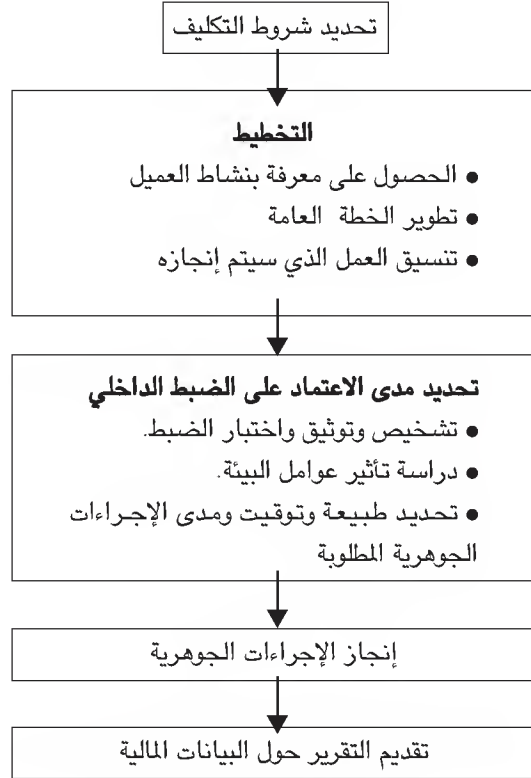 تحديد شروط التكليف
التخطيط
● الحصول على معرفة بنشاط العميل
● تطوير الخطة العامة
● تنسيق العمل الذي سيتم إنجازه
تحديد مدى الاعتماد على الضبط الداخلي
● تشخيص وتوثيق واختبار الضبط.
● دراسة تأثير عوامل البيئة.
● تحديد طبيعة وتوقيت ومدى الإجراءات
الجوهرية المطلوبة
إنجاز الإجراءات الجوهرية
تقديم التقرير حول البيانات المالية